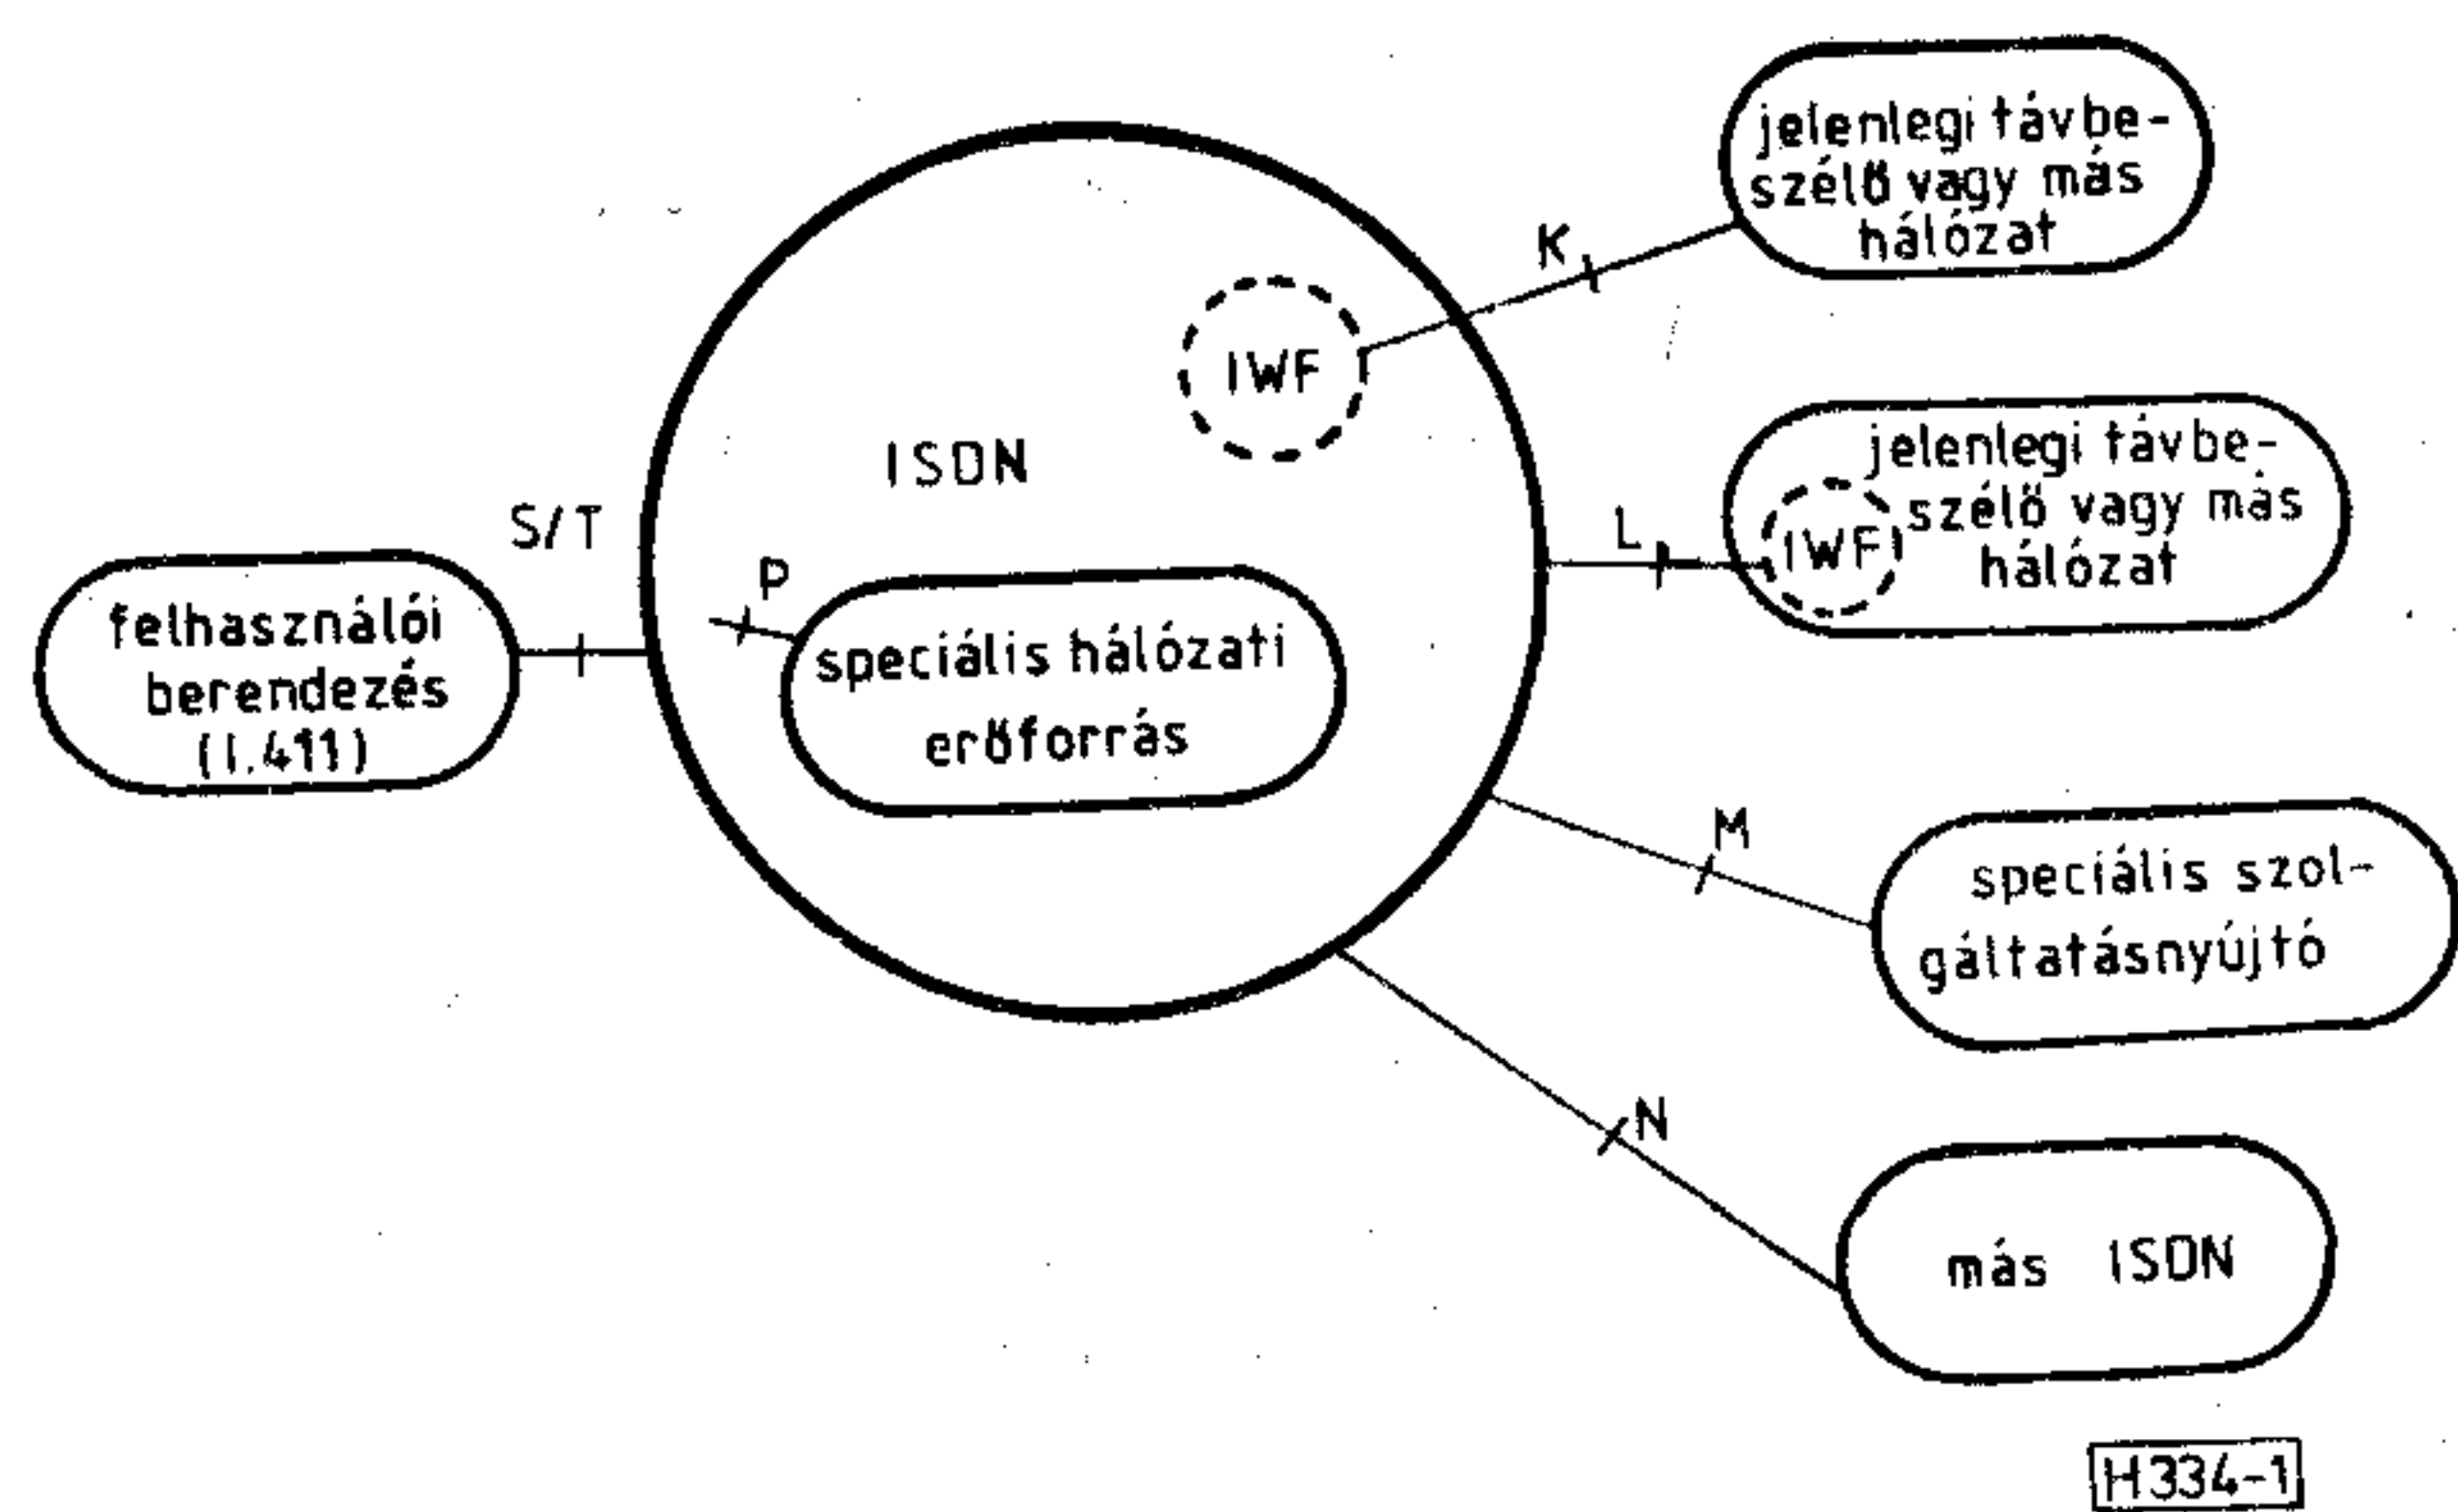 jelenlegi távbe-
szélő vagy más
hálózat
K
IWF
ISDN
jelenlegi távbe-
szélő vagy más
hálózat
IWF
L
S/T
felhasználói
berendezés
(I.411)
P
speciális hálózati
erőforrás
M
speciális szol-
gáltatásnyújtó
N
más ISDN
H334-1